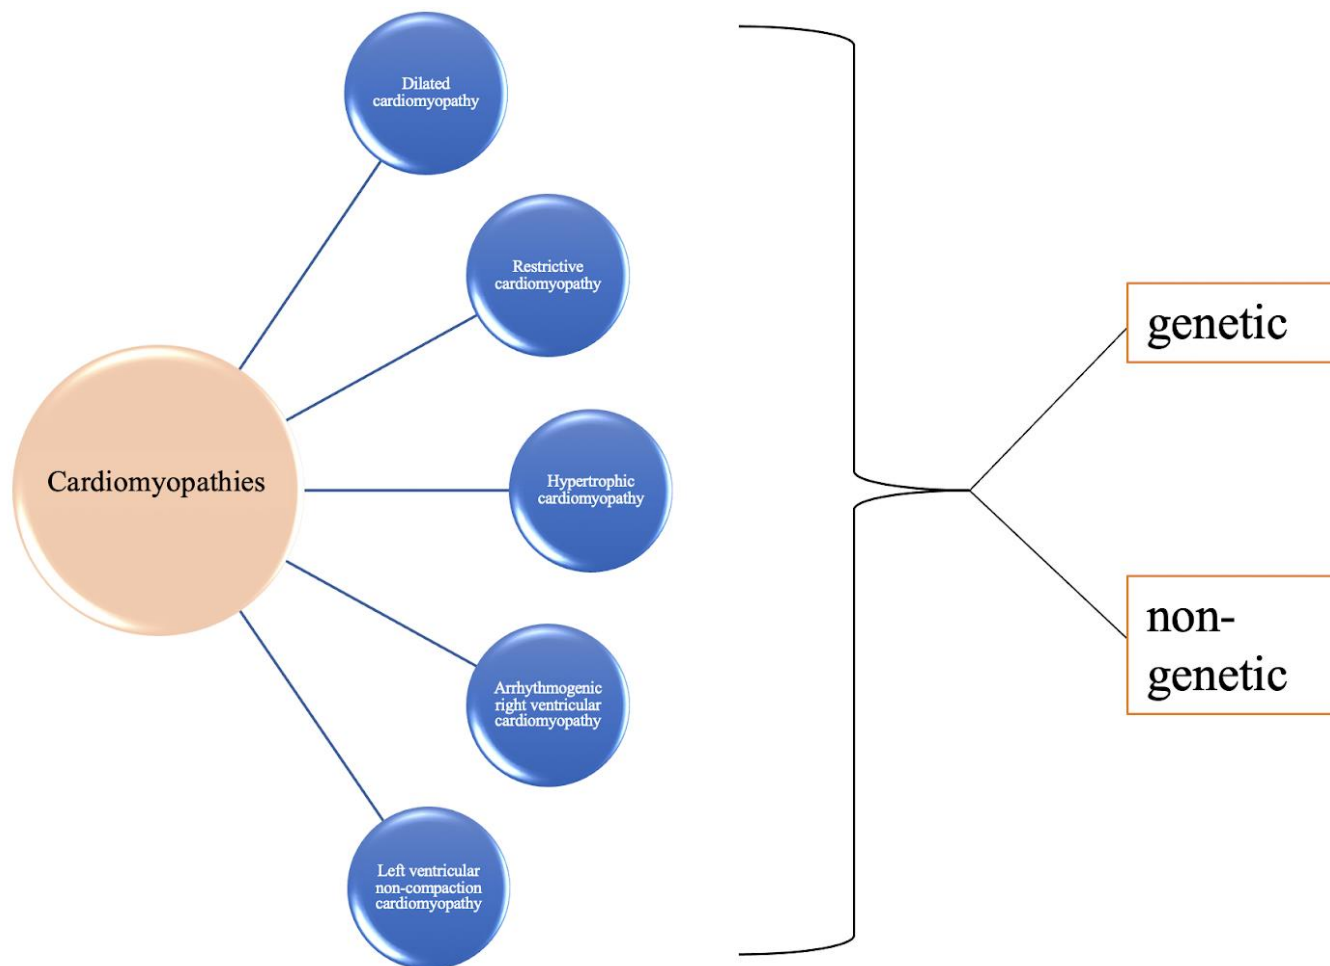 Dilated
cardiomyopathy
Restrictive
cardiomyopathy
Cardiomyopathies
Hypertrophic
cardiomyopathy
Arrhythmogenic
right ventricular
cardiomyopathy
Left ventricular
non-compaction
cardiomyopathy
genetic
non-
genetic